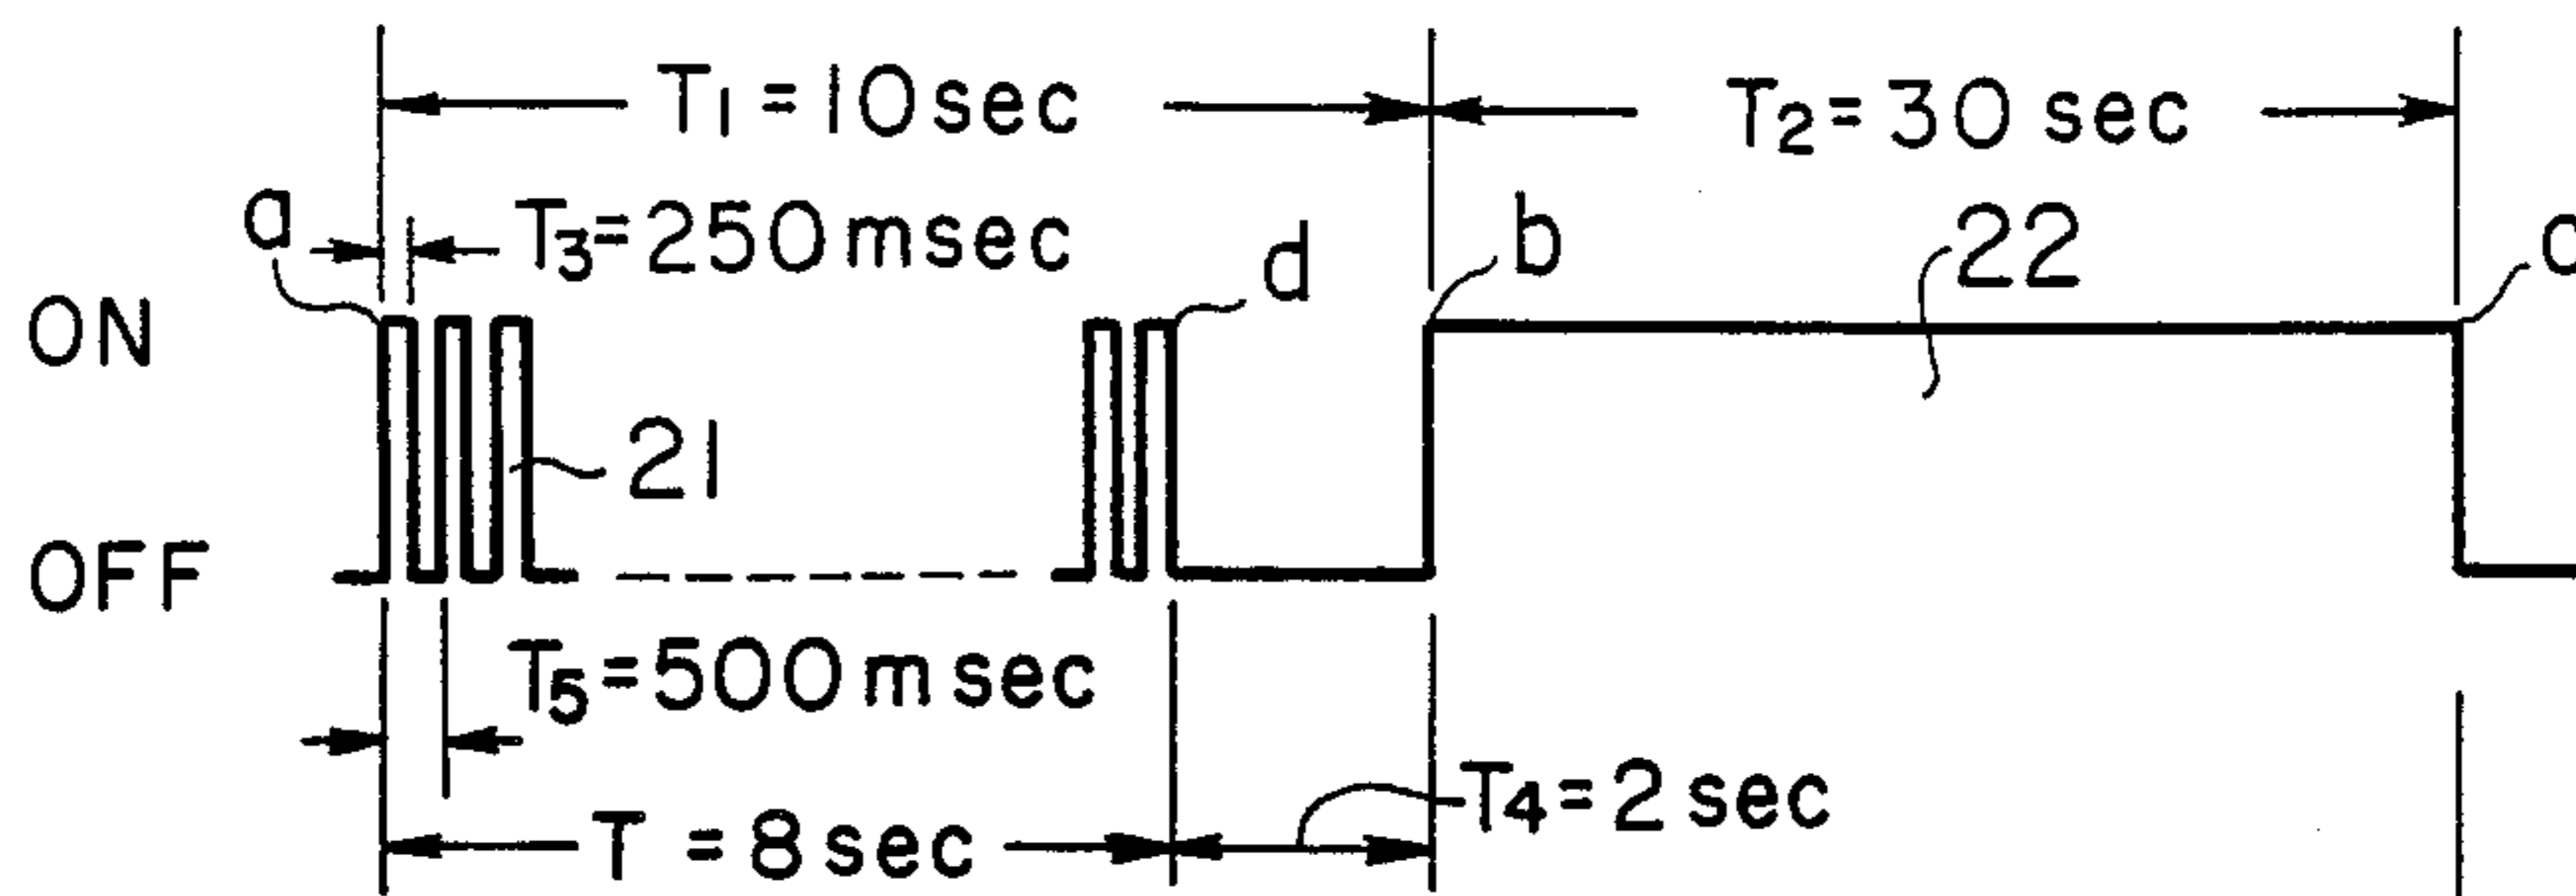 T1 = 10 sec
T2 = 30 sec
a
T3 = 250 msec
d
b
22
ON
21
OFF
T5 = 500 msec
T4 = 2 sec
T = 8 sec